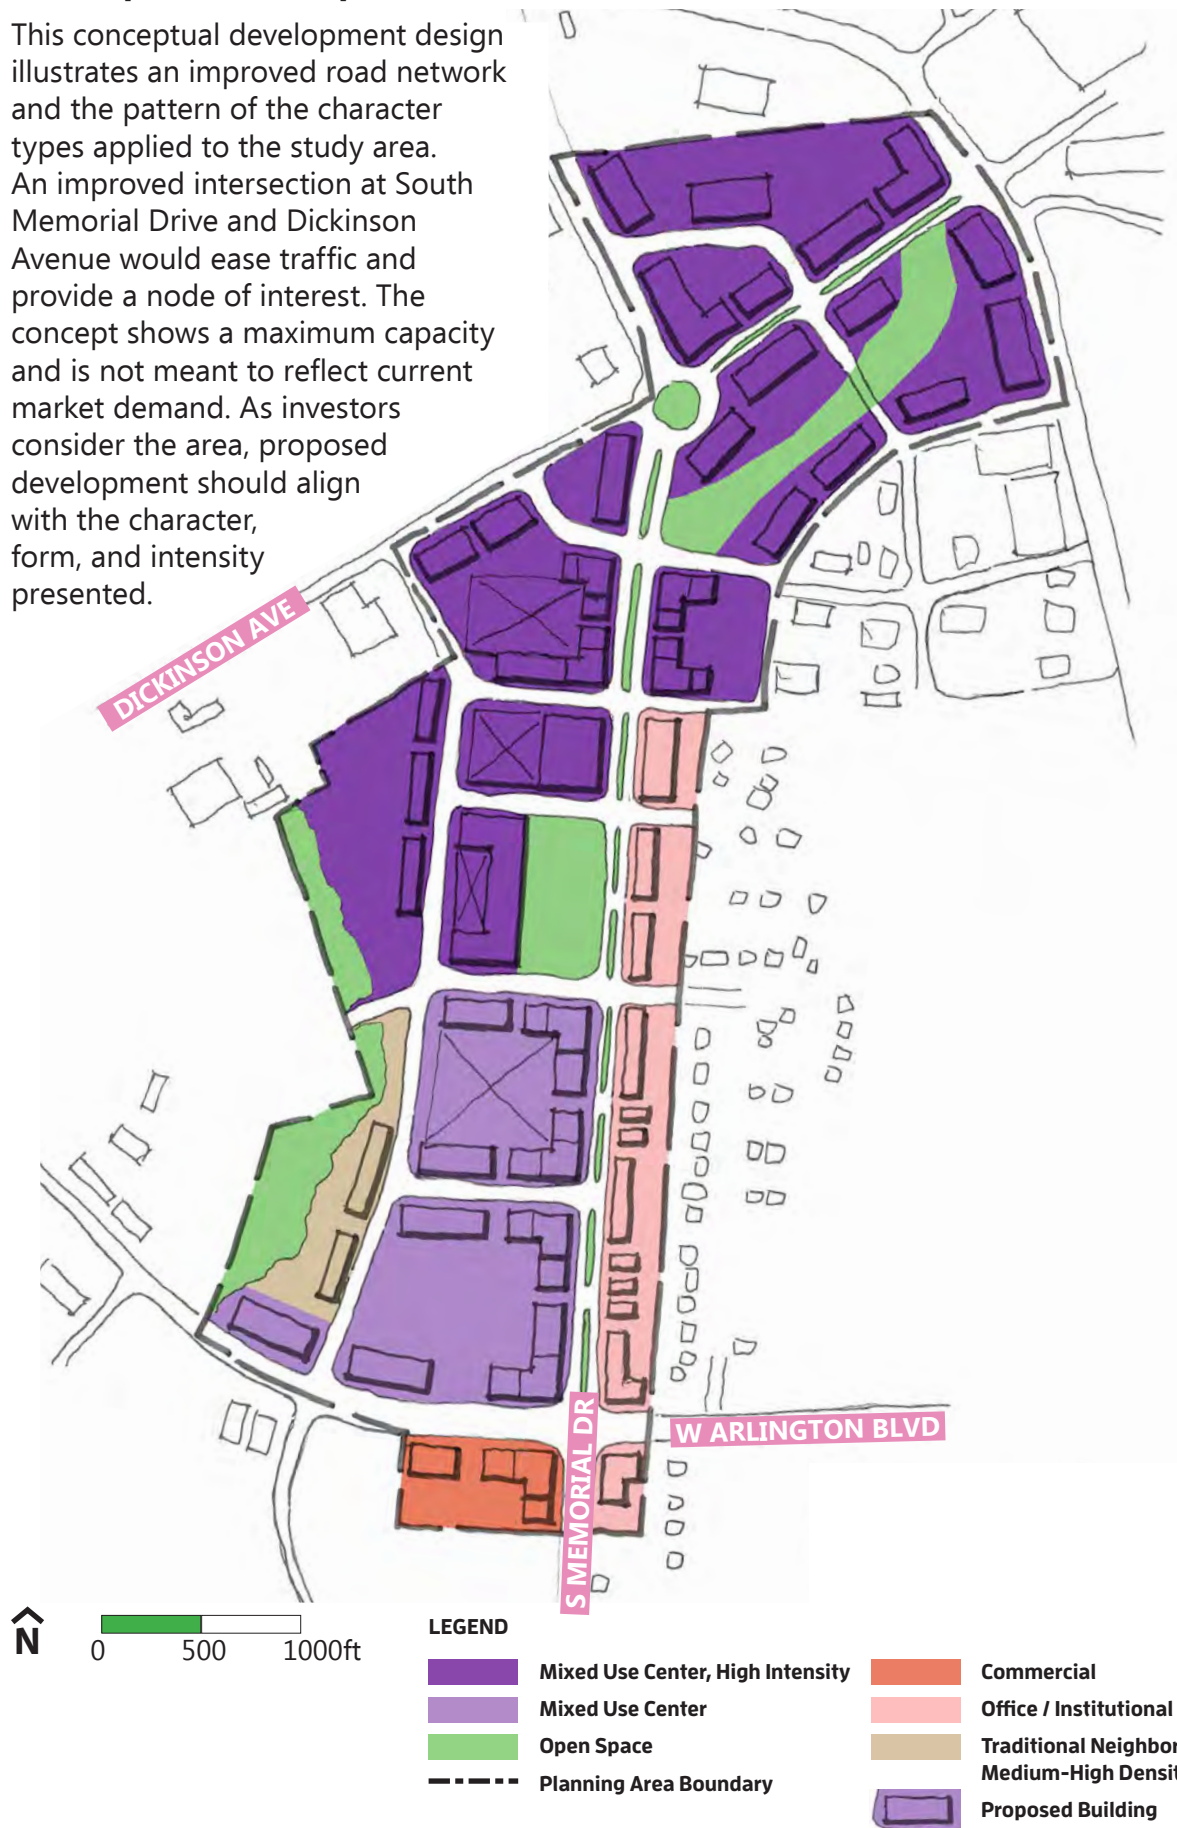 This conceptual development design
illustrates an improved road network
and the pattern of the character
types applied to the study area.
An improved intersection at South
Memorial Drive and Dickinson
Avenue would ease traffic and
provide a node of interest. The
concept shows a maximum capacity
and is not meant to reflect current
market demand. As investors
consider the area, proposed
development should align
with the character,
form, and intensity
presented.
DICKINSON AVE
W ARLINGTON BLVD
S MEMORIAL DR
N
0 500 1000ft
LEGEND
Mixed Use Center, High Intensity
Mixed Use Center
Open Space
Planning Area Boundary
Commercial
Office / Institutional
Traditional
Medium-High
Proposed Building